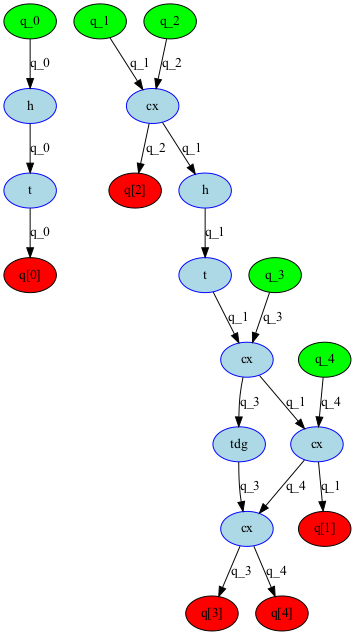 q_0 q_1 q_2
q_0 q_1 q_2
h cx
q_0 q_2 q_1
t q[2] h
q_0 q_1
q[0] t q_3
q_1 q_3
cx q_4
q_3 q_1 q_4
tdg cx
q_3 q_4 q_1
cx q[1]
q_3 q_4
q[3] q[4]